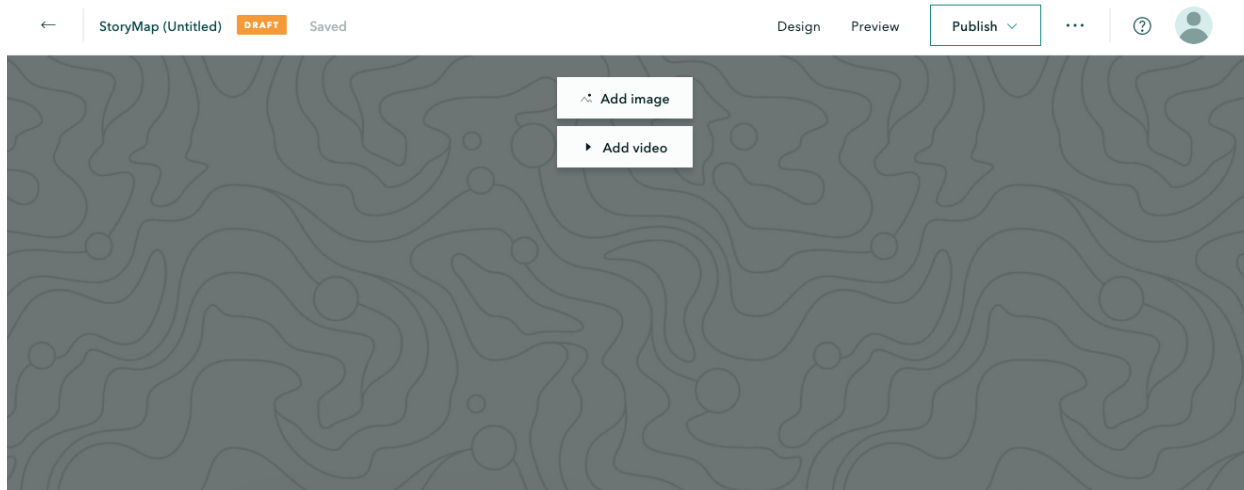 StoryMap (Untitled) DRAFT Saved Design Preview Publish ... ?
Add image
Add video